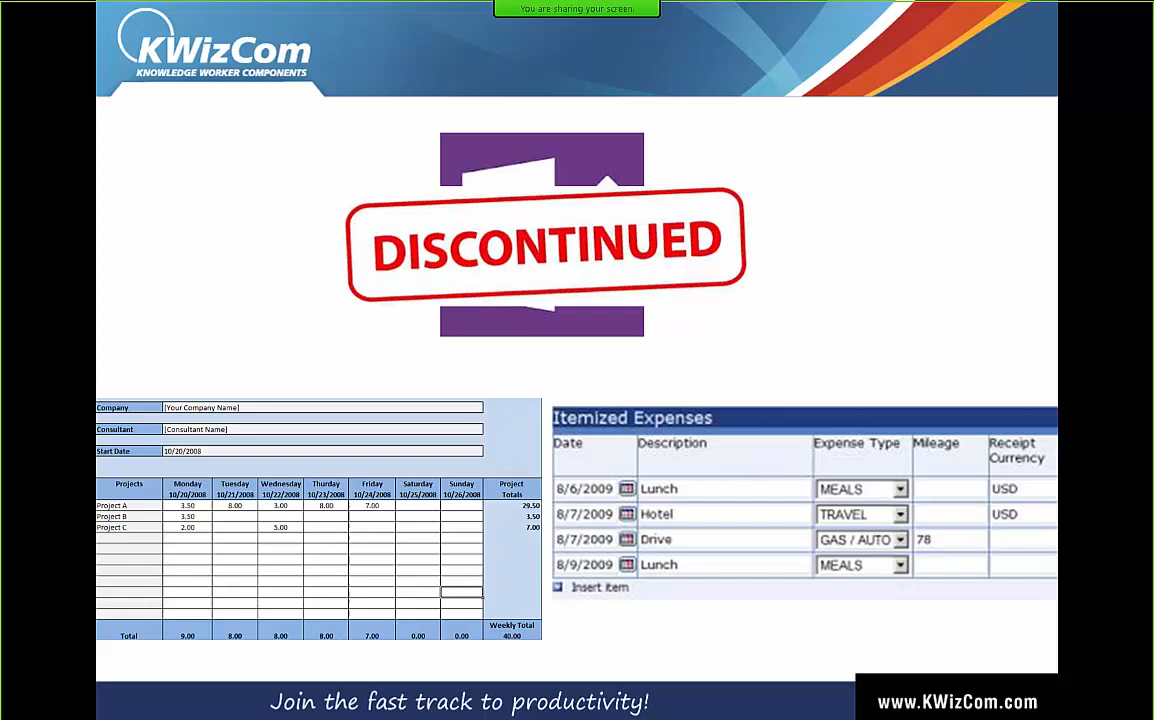 You are sharing your screen.
KWizCom
KNOWLEDGE WORKER COMPONENTS
DISCONTINUED
Company [Your Company Name]
Consultant [Consultant Name]
Start Date 10/20/2008
Projects Monday Tuesday Wednesday Thurday Friday Saturday Sunday Project
10/20/2008 10/21/2008 10/22/2008 10/23/2008 10/24/2008 10/25/2008 10/26/2008 Totals
Project A 3.50 8.00 3.00 8.00 7.00 29.50
Project B 3.50 3.50
Project C 2.00 5.00 7.00
Weekly Total
Total 9.00 8.00 8.00 8.00 7.00 0.00 0.00 40.00
Itemized Expenses
Date Description Expense Type Mileage Receipt
Currency
8/6/2009 Lunch MEALS USD
8/7/2009 Hotel TRAVEL USD
8/7/2009 Drive GAS / AUTO 78
8/9/2009 Lunch MEALS
Insert item
Join the fast track to productivity!
www.KWizCom.com